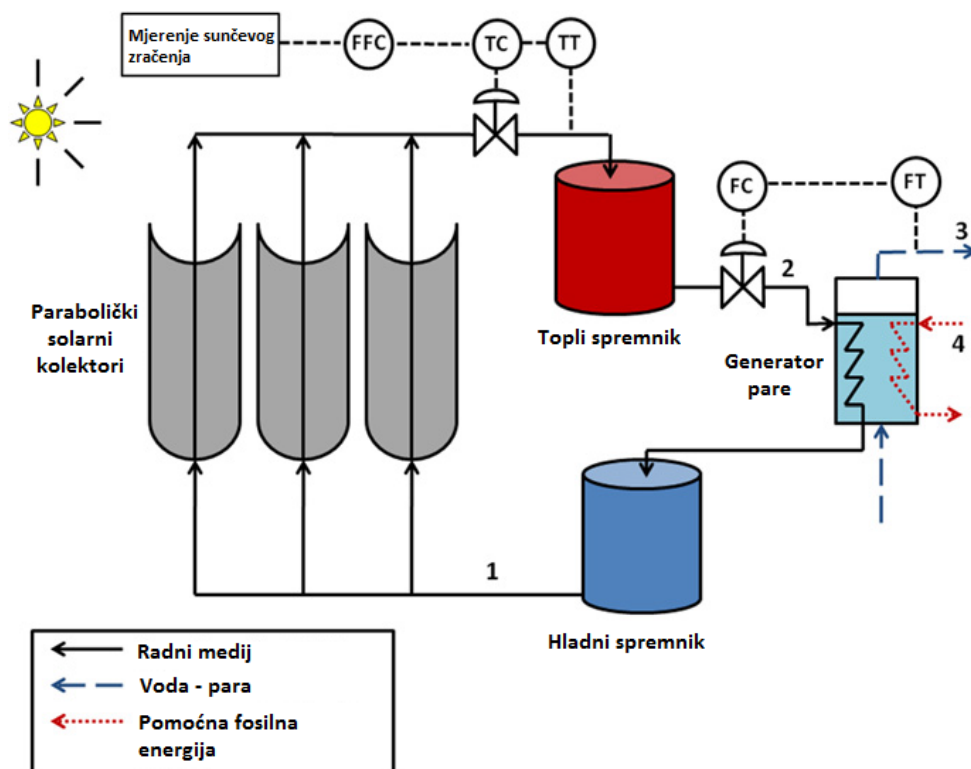 Mjerenje sunčevog
zračenja
FFC
TC
TT
FC
FT
3
2
Parabolički
solarni
kolektori
Topli spremnik
Generator
pare
4
1
Hladni spremnik
Radni medij
Voda - para
Pomoćna fosilna
energija